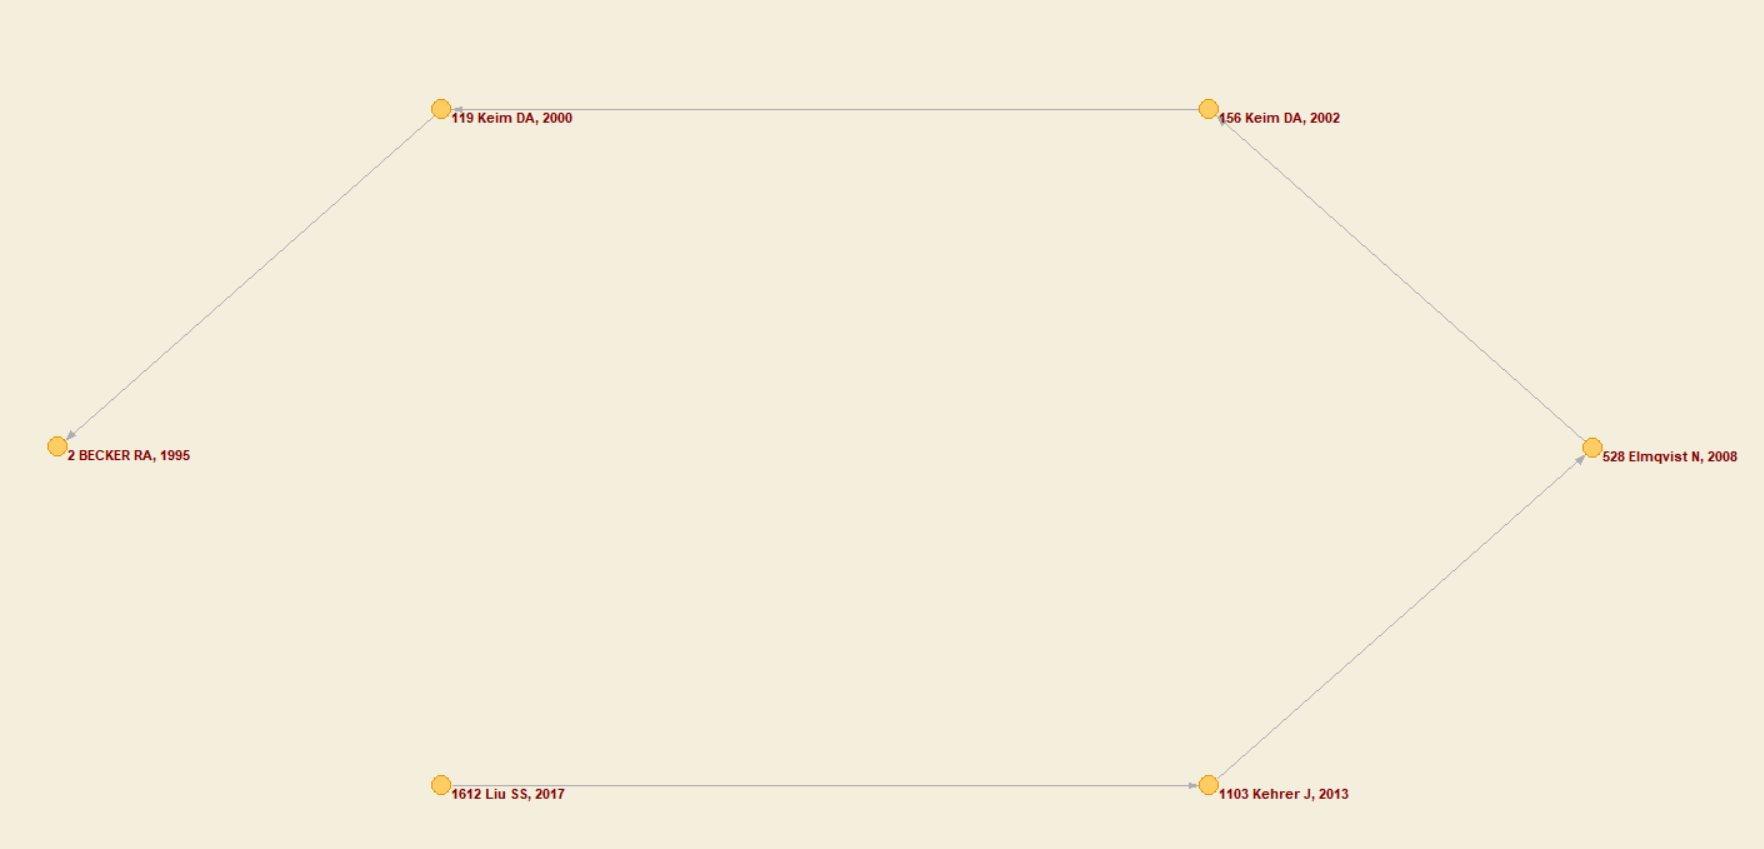 119 Keim DA, 2000
156 Keim DA, 2002
2 BECKER RA, 1995
528 Elmqvist N, 2008
1612 Liu SS, 2017
1103 Kehrer J, 2013